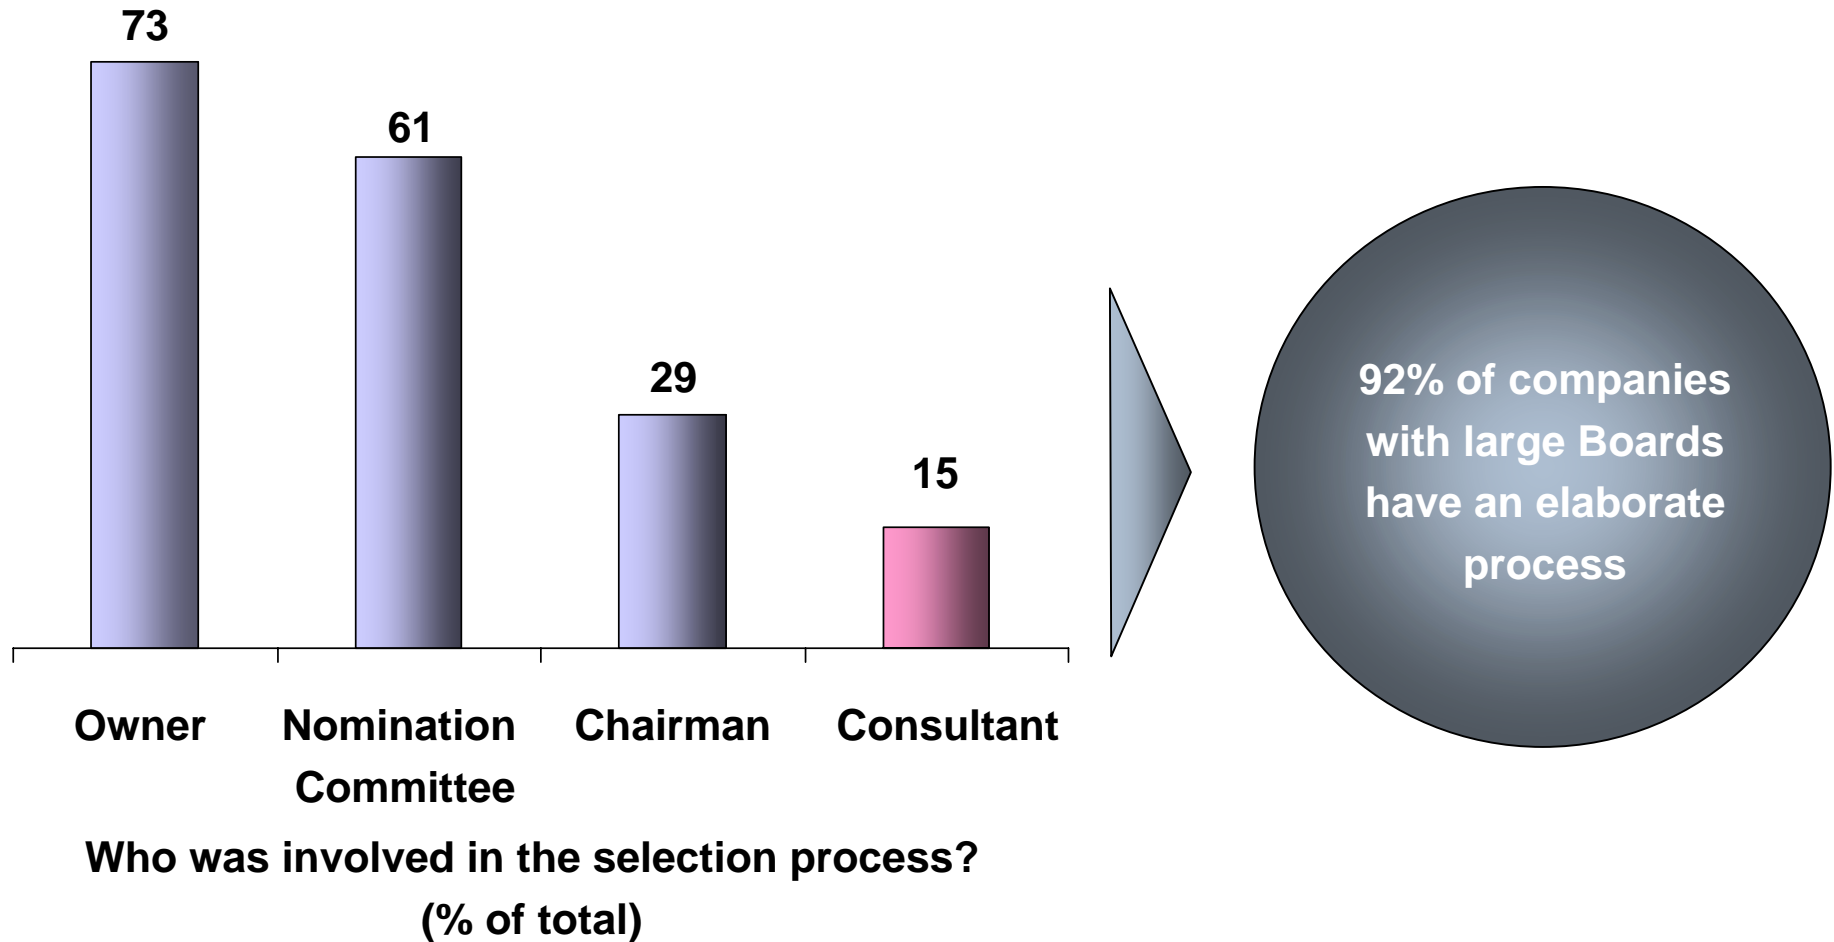 73
61
29
15
Owner
Nomination
Committee
Chairman
Consultant
Who was involved in the selection process?
(% of total)
92% of companies
with large Boards
have an elaborate
process